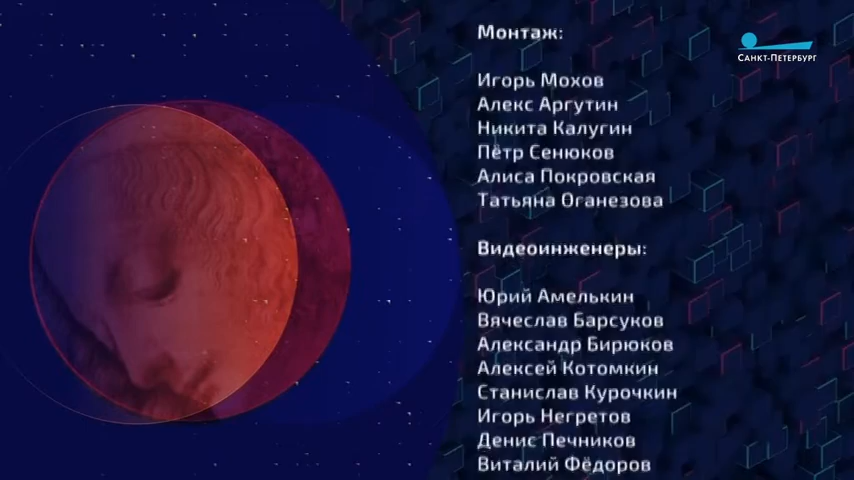 Монтаж:
Санкт-Петербург
Игорь Мохов
Алекс Аргутин
Никита Калугин
Пётр Сенюков
Алиса Покровская
Татьяна Оганезова
Видеоинженеры:
Юрий Амелькин
Вячеслав Барсуков
Александр Бирюков
Алексей Котомкин
Станислав Курочкин
Игорь Негретов
Денис Печников
Виталий Фёдоров